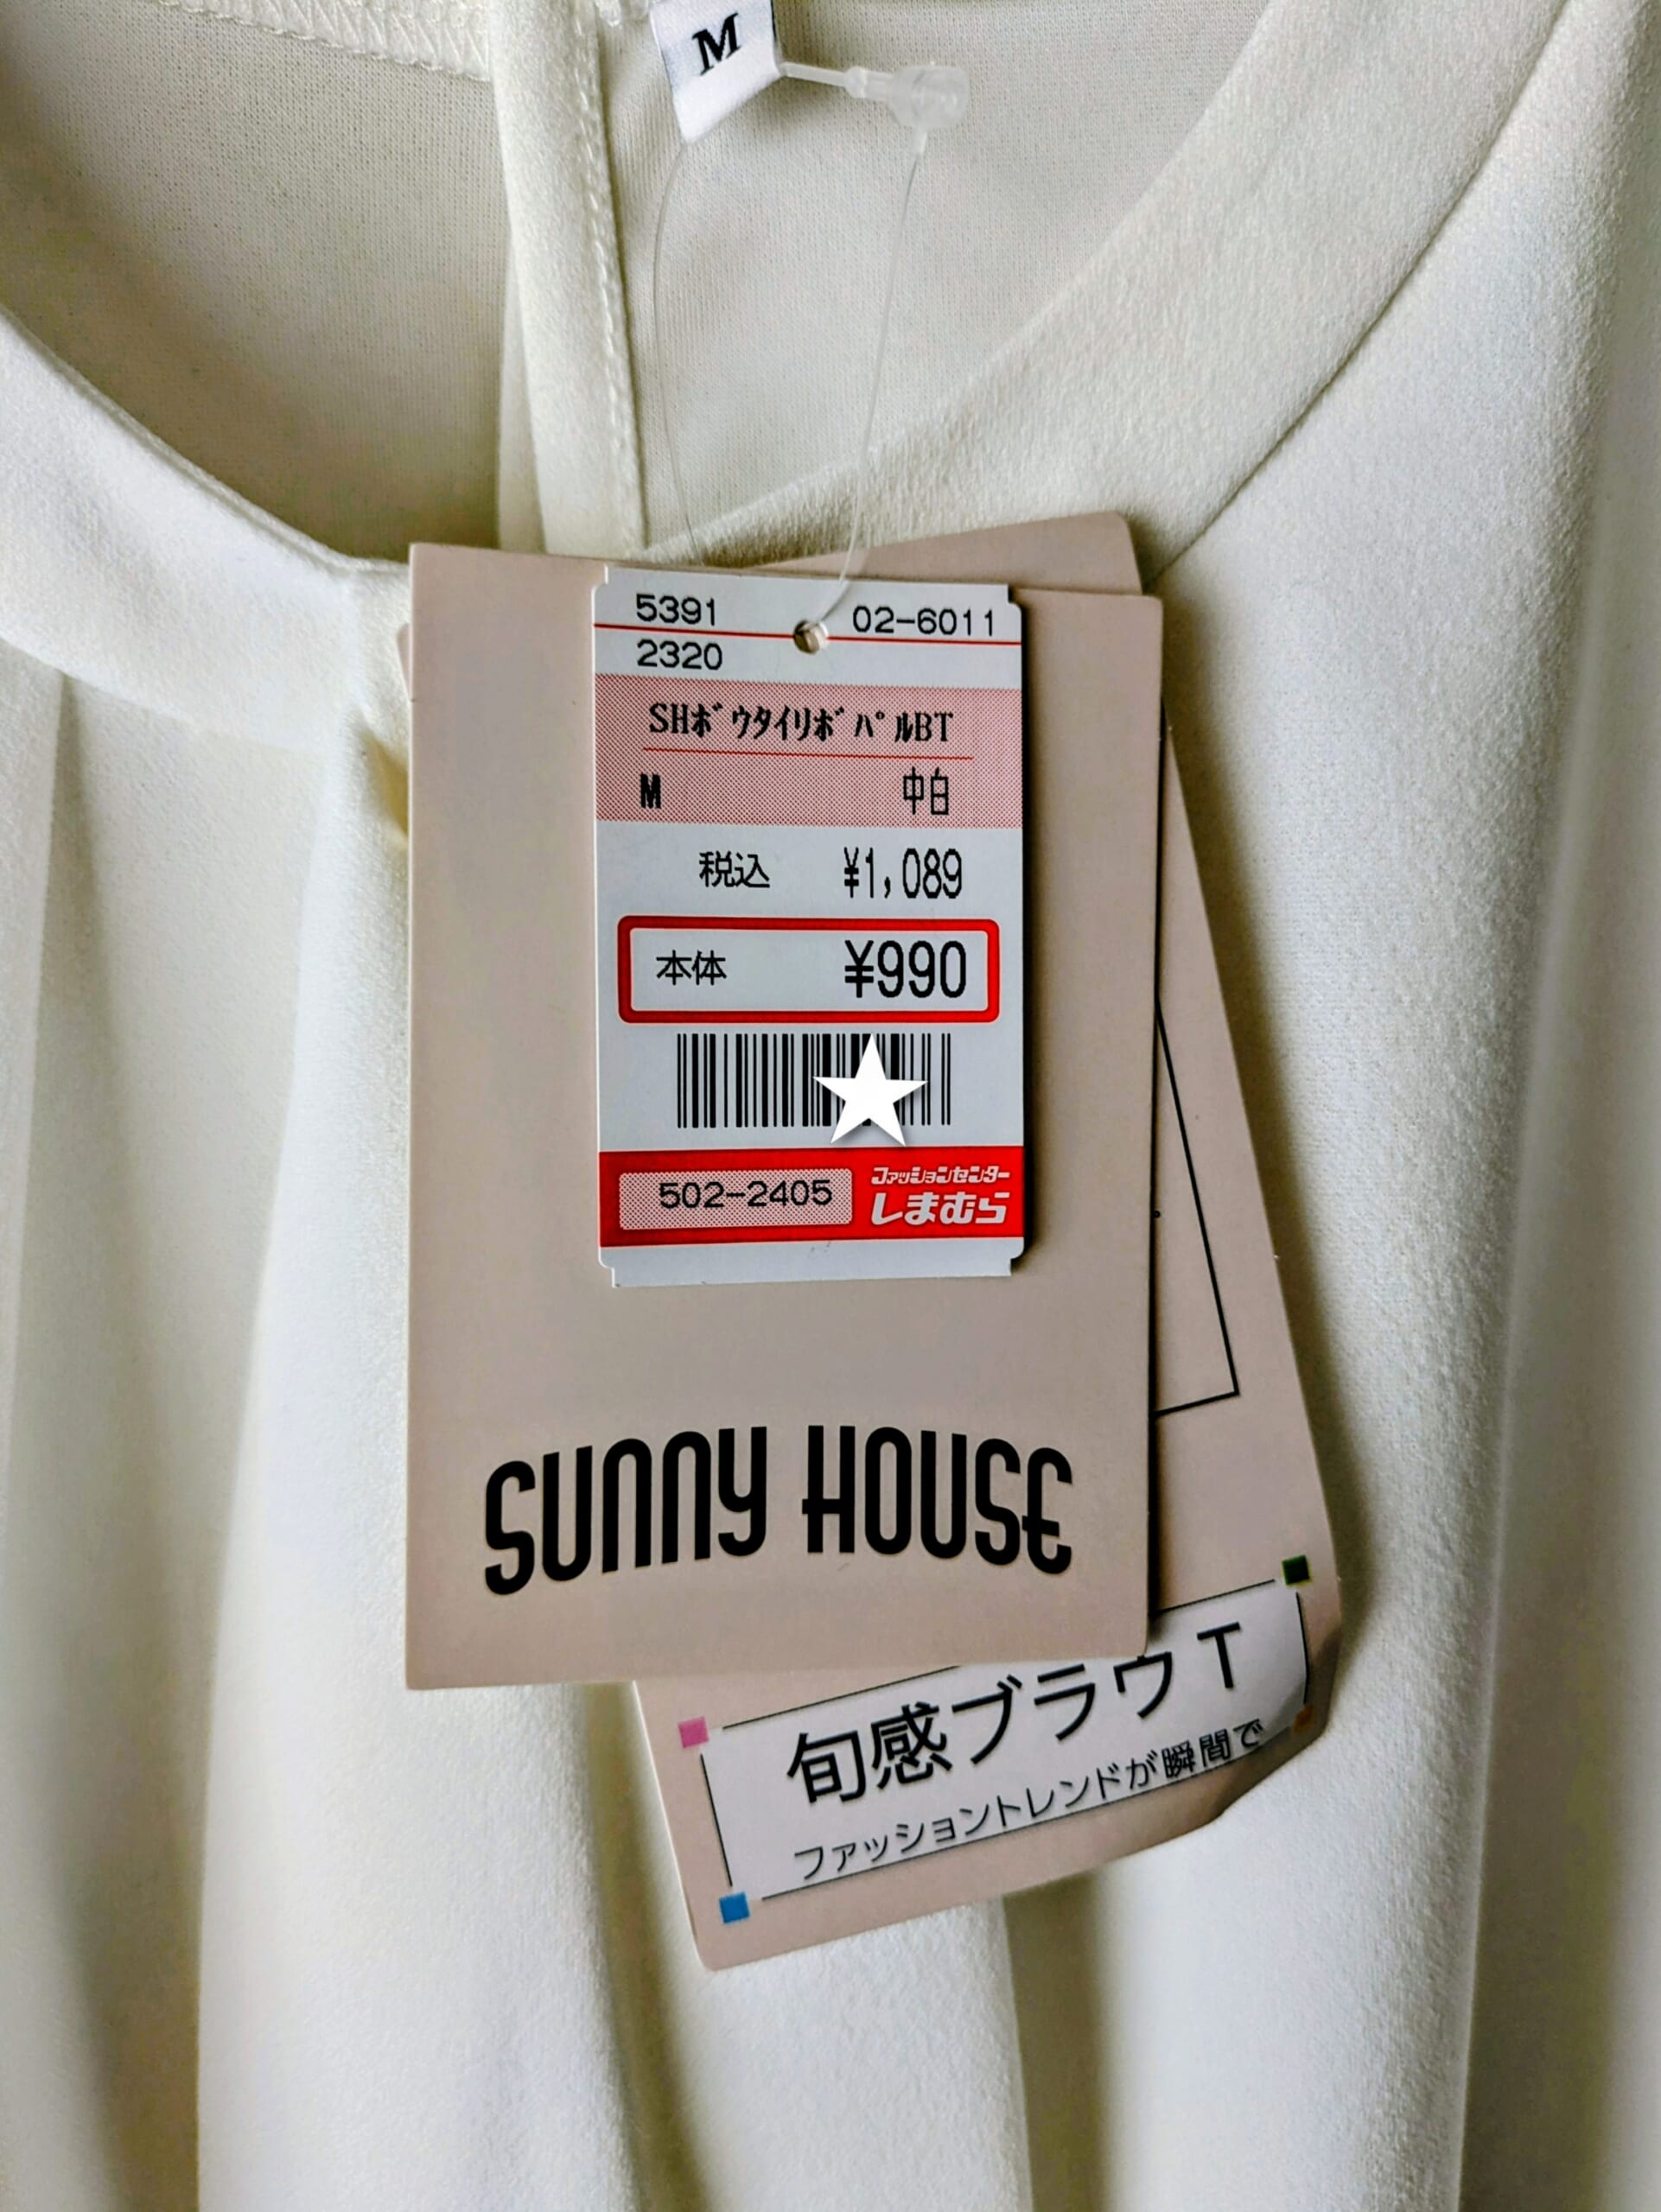 M
5391 02-6011
2320
SHボウタイリボパルBT
M 中白
税込 ¥1,089
本体 ¥990
502-2405
ファッションセンター
しまむら
SUNNY HOUSE
旬感ブラウT
ファッショントレンドが瞬間で